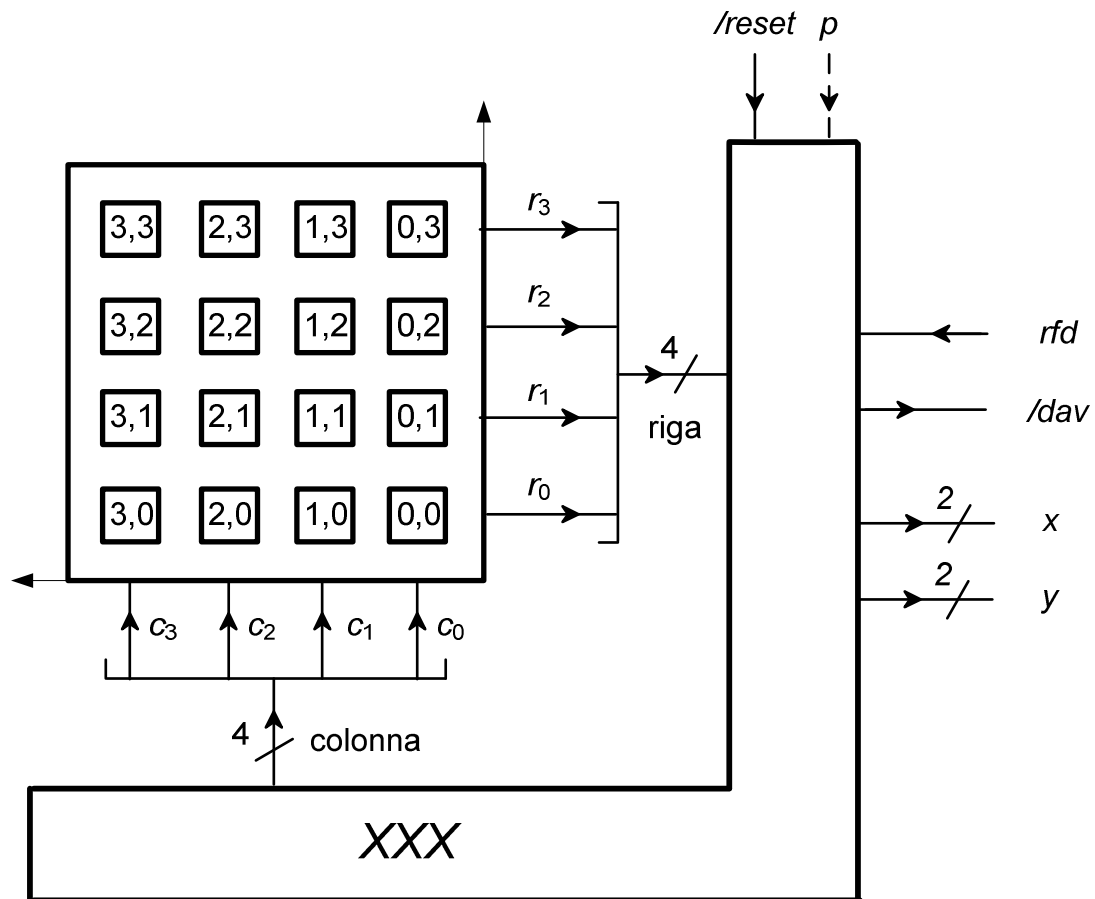 /reset p
3,3 2,3 1,3 0,3
r3
3,2 2,2 1,2 0,2
r2
4
riga
rfd
3,1 2,1 1,1 0,1
r1
/dav
3,0 2,0 1,0 0,0
r0
2
x
2
y
c3 c2 c1 c0
4 colonna
XXX